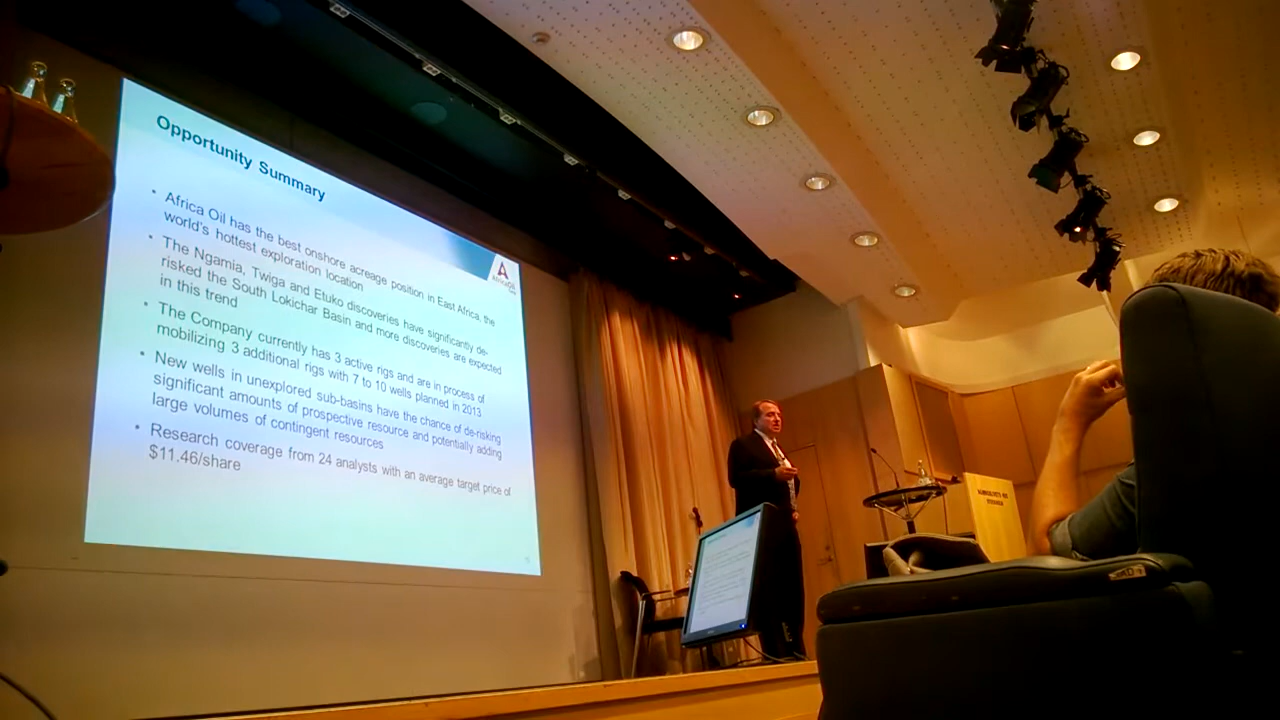 Opportunity Summary
• Africa Oil has the best onshore acreage position in East Africa, the
world's hottest exploration location
• The Ngamia, Twiga and Etuko discoveries have significantly de-
risked the South Lokichar Basin and more discoveries are expected
in this trend
• The Company currently has 3 active rigs and are in process of
mobilizing 3 additional rigs with 7 to 10 wells planned in 2013
• New wells in unexplored sub-basins have the chance of de-risking
significant amounts of prospective resource and potentially adding
large volumes of contingent resources
• Research coverage from 24 analysts with an average target price of
$11.46/share
AfricaOil